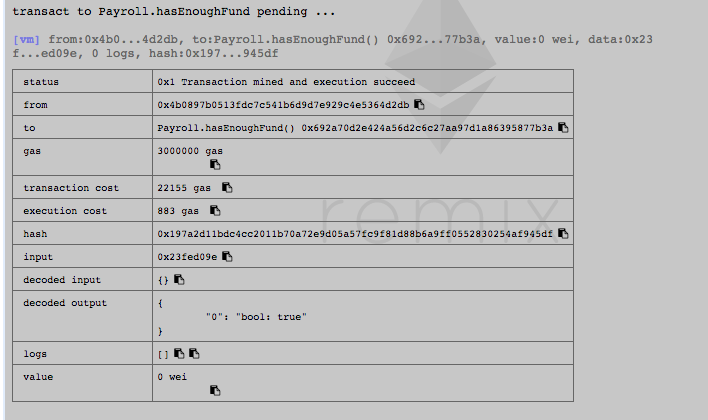 transact to Payroll.hasEnoughFund pending ...
[vm] from:0x4b0...4d2db, to:Payroll.hasEnoughFund() 0x692...77b3a, value:0 wei, data:0x23
f...ed09e, 0 logs, hash:0x197...945df
status 0x1 Transaction mined and execution succeed
from 0x4b0897b0513fdc7c541b6d9d7e929c4e5364d2db
to Payroll.hasEnoughFund() 0x692a70d2e424a56d2c6c27aa97d1a86395877b3a
gas 3000000 gas
transaction cost 22155 gas
execution cost 883 gas
hash 0x197a2d11bdc4cc2011b70a72e9d05a57fc9f81d88b6a9ff0552830254af945df
input 0x23fed09e
decoded input {}
decoded output {
"0": "bool: true"
}
logs []
value 0 wei
remix